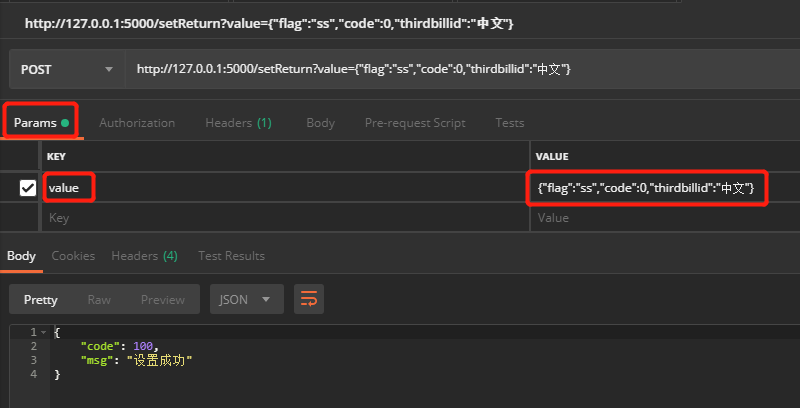 http://127.0.0.1:5000/setReturn?value={"flag":"ss","code":0,"thirdbillid":"中文"}
POST http://127.0.0.1:5000/setReturn?value={"flag":"ss","code":0,"thirdbillid":"中文"}
Params Authorization Headers (1) Body Pre-request Script Tests
KEY VALUE
value {"flag":"ss","code":0,"thirdbillid":"中文"}
Key Value
Body Cookies Headers (4) Test Results
Pretty Raw Preview JSON
1 {
2 "code": 100,
3 "msg": "设置成功"
4 }